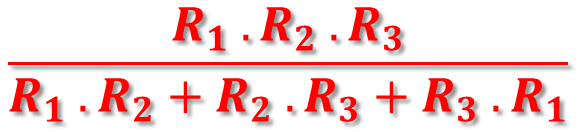 R₁ . R₂ . R₃
R₁ . R₂ + R₂ . R₃ + R₃ . R₁